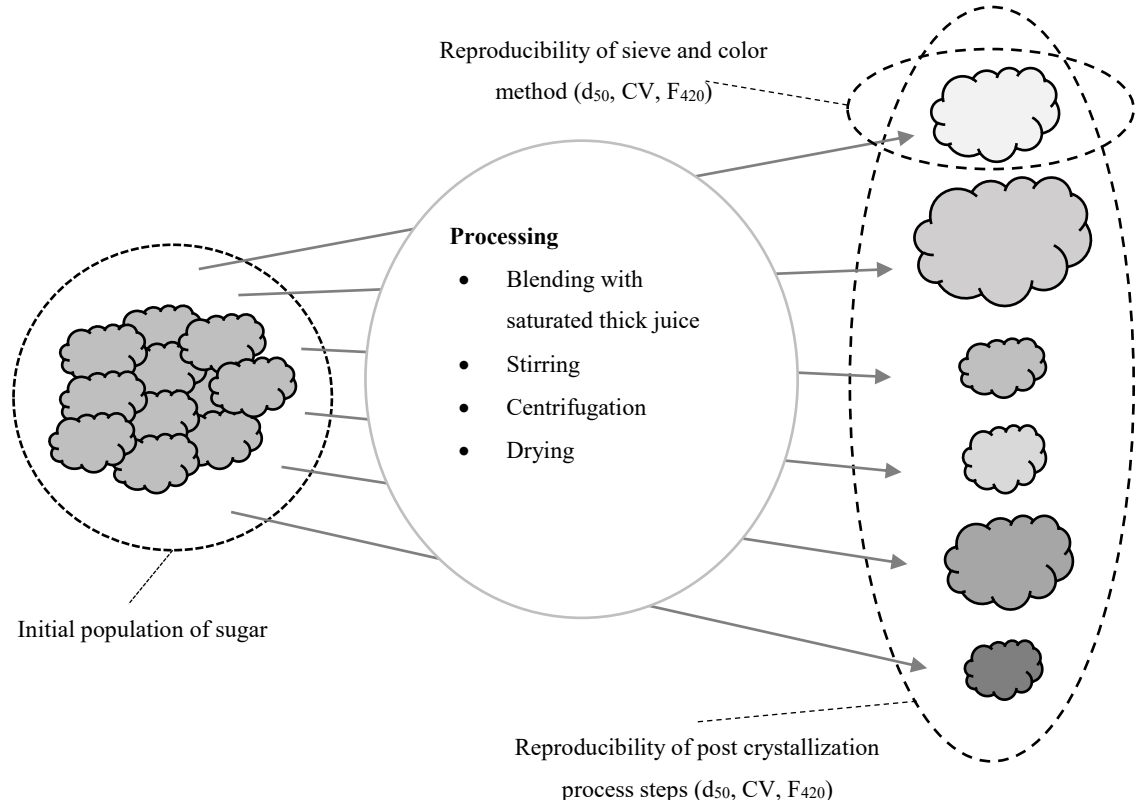 Reproducibility of sieve and color
method (d50, CV, F420)
Processing
● Blending with
saturated thick juice
● Stirring
● Centrifugation
● Drying
Initial population of sugar
Reproducibility of post crystallization
process steps (d50, CV, F420)